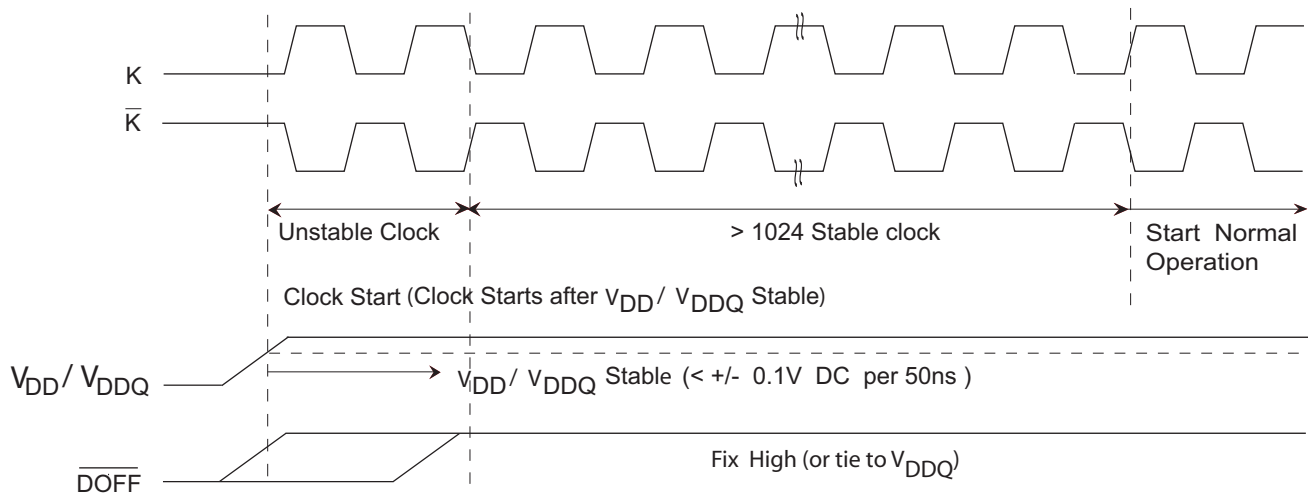 K
K̅
Unstable Clock
> 1024 Stable clock
Start Normal
Operation
Clock Start (Clock Starts after VDD / VDDQ Stable)
VDD / VDDQ
VDD / VDDQ Stable (< +/- 0.1V DC per 50ns )
D̅O̅F̅F̅
Fix High (or tie to VDDQ)